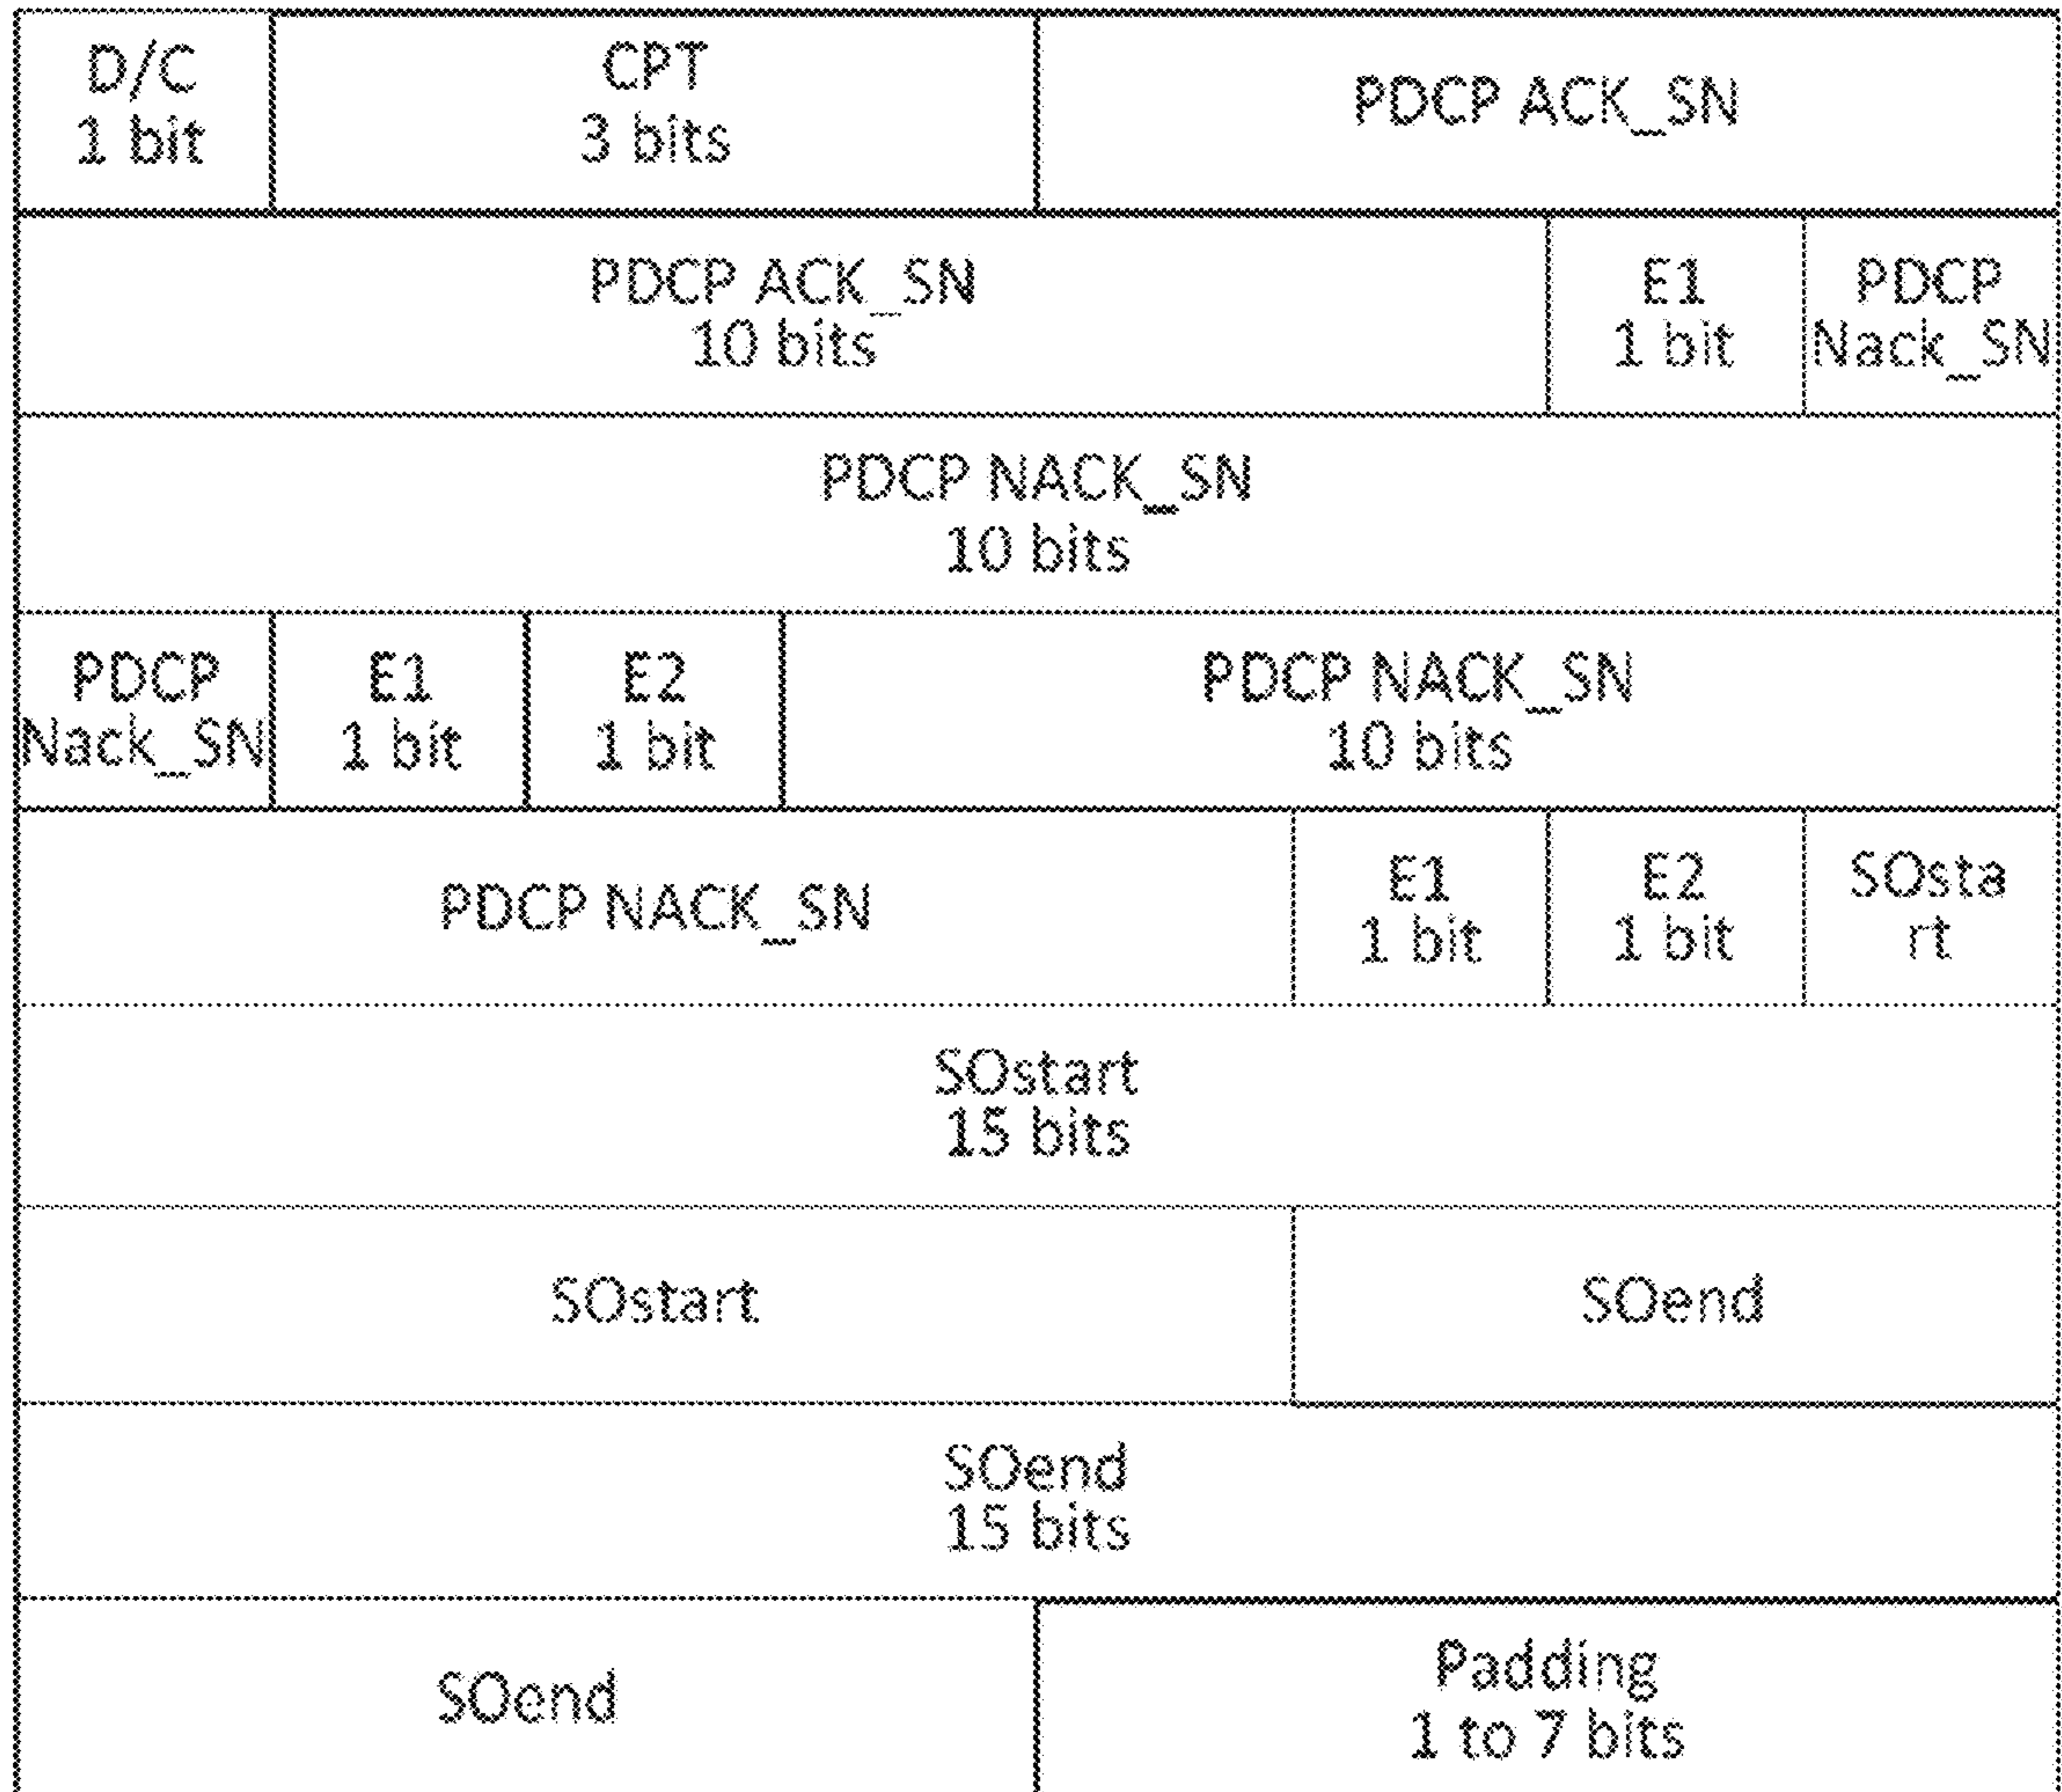 D/C
1 bit
CPT
3 bits
PDCP ACK_SN
PDCP ACK_SN
10 bits
E1
1 bit
PDCP
Nack_SN
PDCP NACK_SN
10 bits
PDCP
Nack_SN
E1
1 bit
E2
1 bit
PDCP NACK_SN
10 bits
PDCP NACK_SN
E1
1 bit
E2
1 bit
SOsta
rt
SOstart
15 bits
SOstart
SOend
SOend
15 bits
SOend
Padding
1 to 7 bits